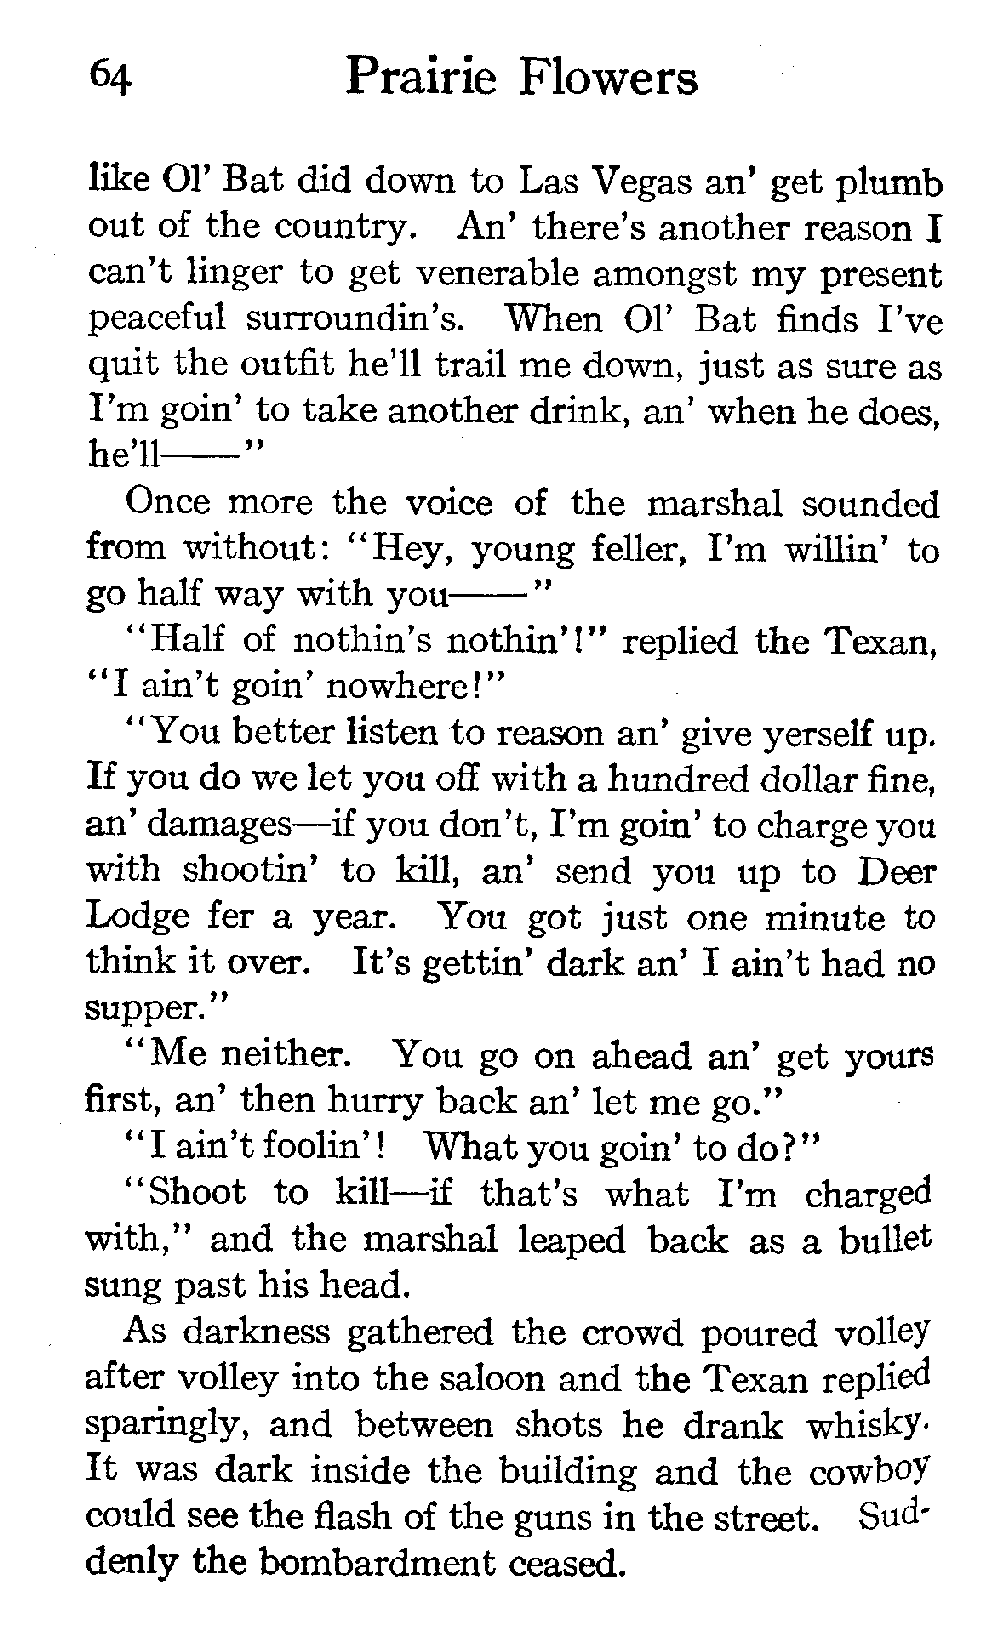 64 Prairie Flowers
like Ol' Bat did down to Las Vegas an' get plumb
out of the country. An' there's another reason I
can't linger to get venerable amongst my present
peaceful surroundin's. When Ol' Bat finds I've
quit the outfit he'll trail me down, just as sure as
I'm goin' to take another drink, an' when he does,
he'll——"
Once more the voice of the marshal sounded
from without: "Hey, young feller, I'm willin' to
go half way with you——"
"Half of nothin's nothin'!" replied the Texan,
"I ain't goin' nowhere!"
"You better listen to reason an' give yerself up.
If you do we let you off with a hundred dollar fine,
an' damages—if you don't, I'm goin' to charge you
with shootin' to kill, an' send you up to Deer
Lodge fer a year. You got just one minute to
think it over. It's gettin' dark an' I ain't had no
supper."
"Me neither. You go on ahead an' get yours
first, an' then hurry back an' let me go."
"I ain't foolin'! What you goin' to do?"
"Shoot to kill—if that's what I'm charged
with," and the marshal leaped back as a bullet
sung past his head.
As darkness gathered the crowd poured volley
after volley into the saloon and the Texan replied
sparingly, and between shots he drank whisky.
It was dark inside the building and the cowboy
could see the flash of the guns in the street. Sud-
denly the bombardment ceased.